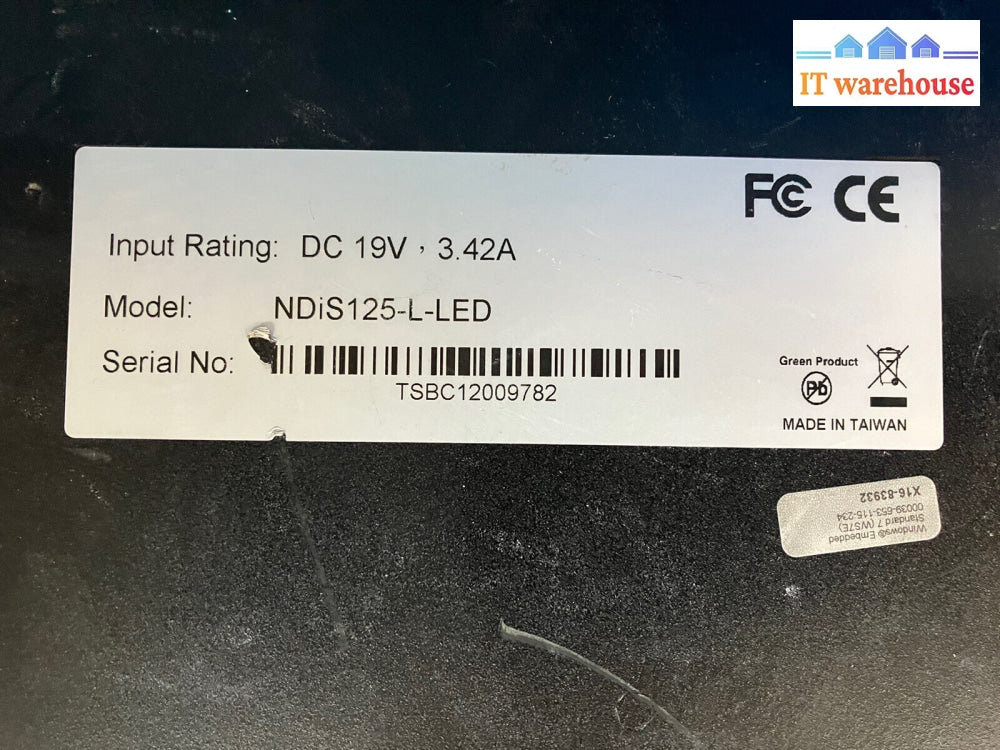 IT warehouse
FC CE
Input Rating: DC 19V，3.42A
Model: NDiS125-L-LED
Serial No:
TSBC12009782
Green Product
Pb
MADE IN TAIWAN
Windows® Embedded
Standard 7 (WS7E)
00039-653-115-234
X16-83932